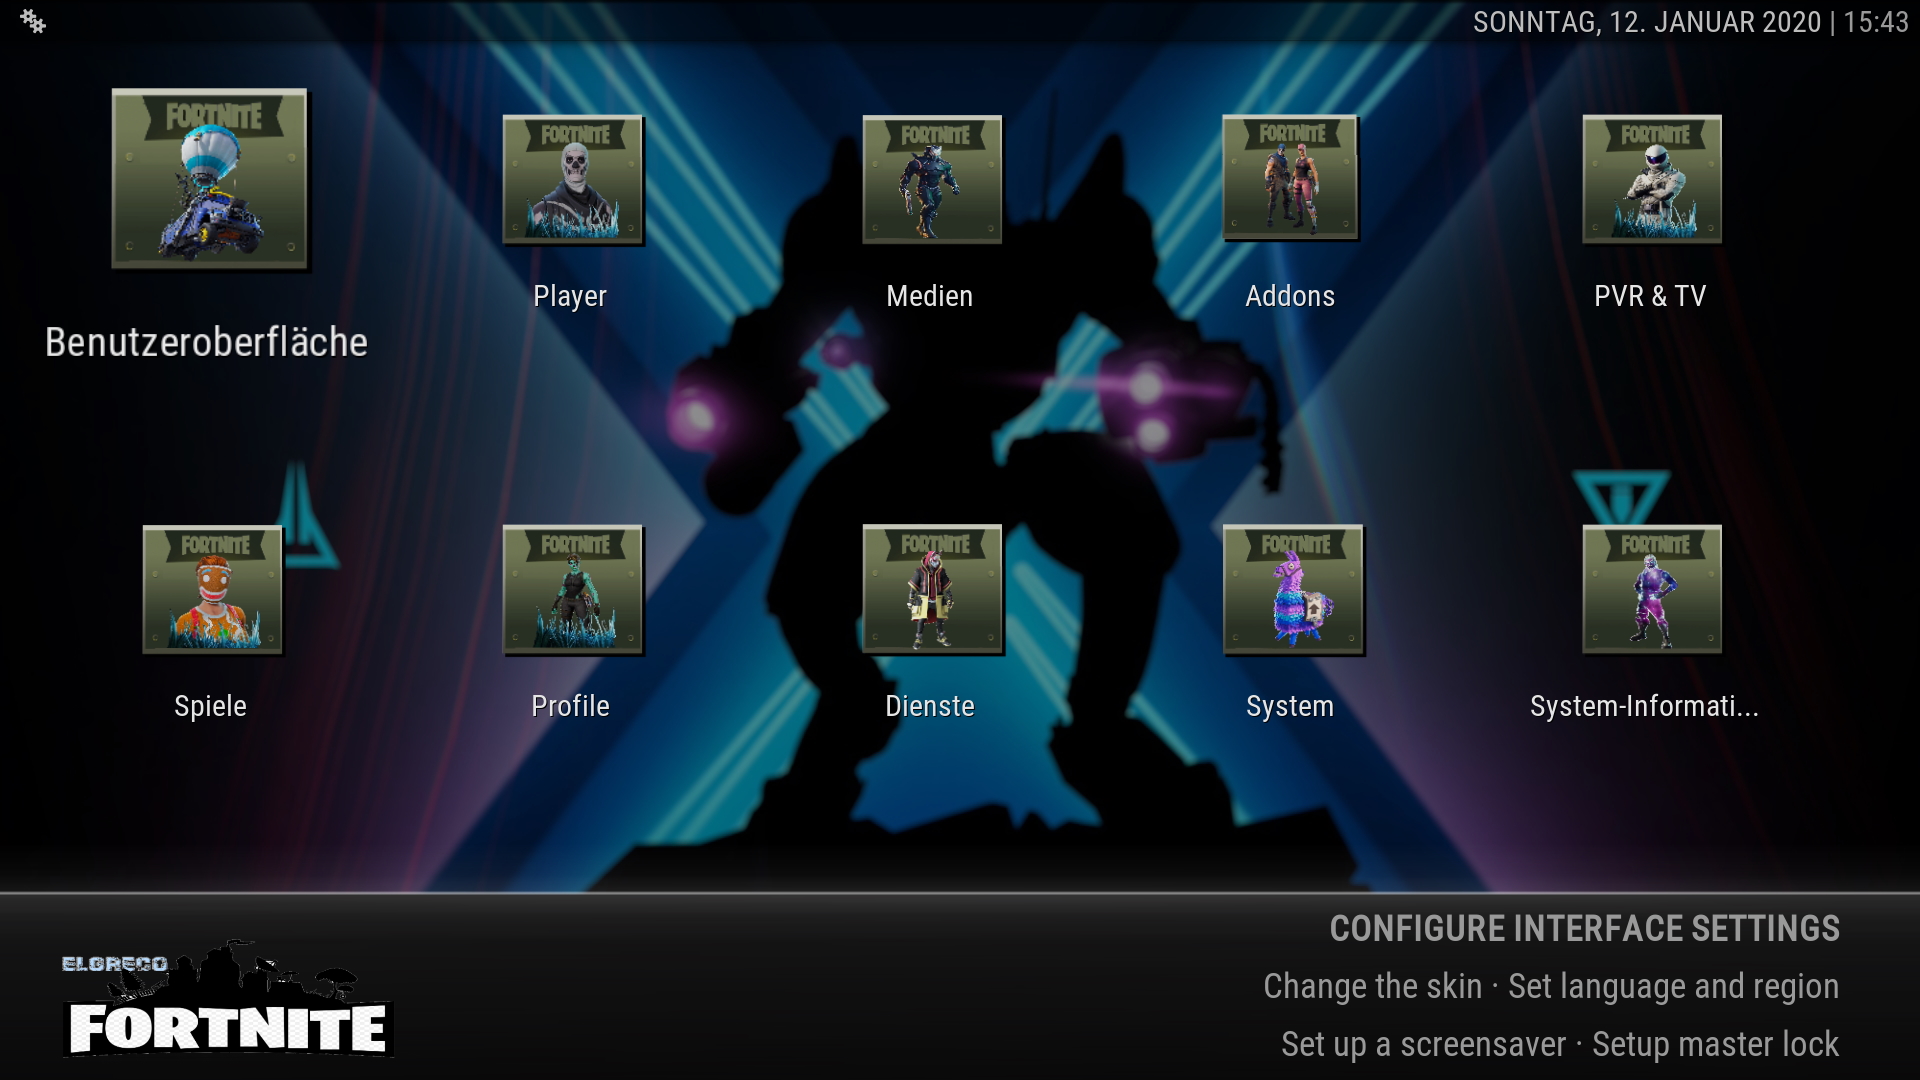 SONNTAG, 12. JANUAR 2020 | 15:43
FORTNITE
FORTNITE
FORTNITE
FORTNITE
FORTNITE
Benutzeroberfläche
Player
Medien
Addons
PVR & TV
FORTNITE
FORTNITE
FORTNITE
FORTNITE
FORTNITE
Spiele
Profile
Dienste
System
System-Informati...
ELGRECO
FORTNITE
CONFIGURE INTERFACE SETTINGS
Change the skin · Set language and region
Set up a screensaver · Setup master lock